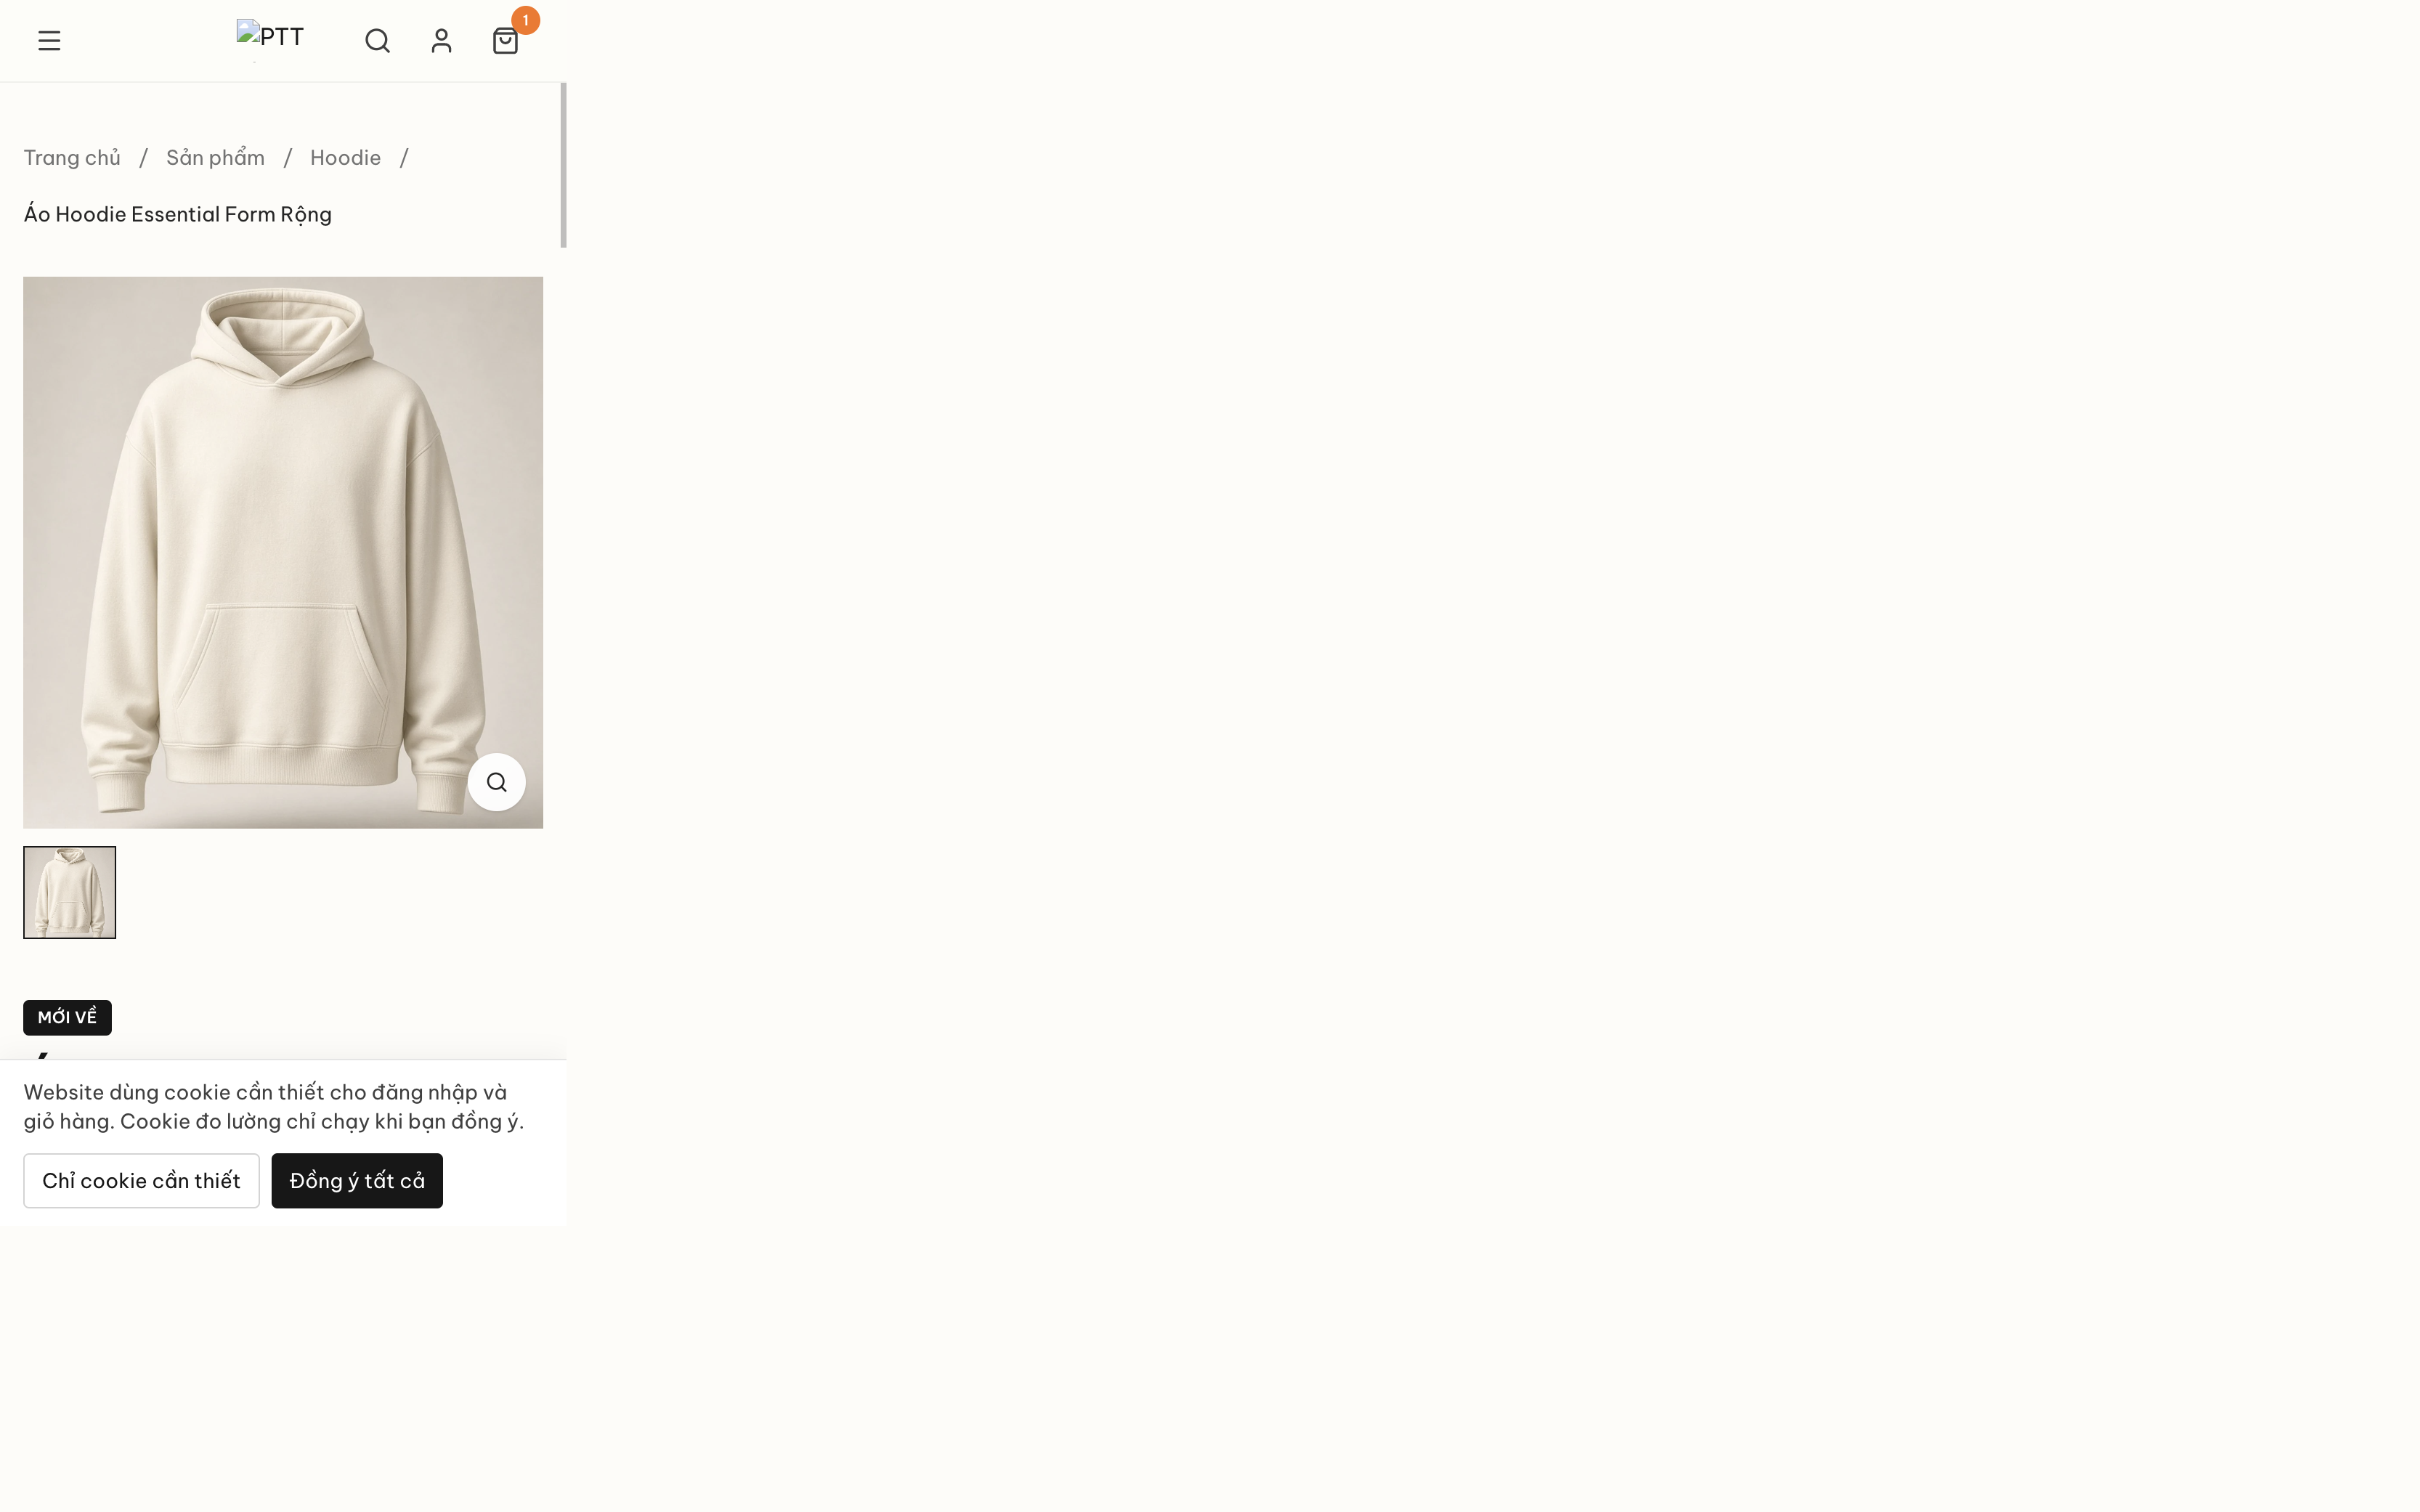 PTT
1
Trang chủ / Sản phẩm / Hoodie /
Áo Hoodie Essential Form Rộng
MỚI VỀ
Website dùng cookie cần thiết cho đăng nhập và
giỏ hàng. Cookie đo lường chỉ chạy khi bạn đồng ý.
Chỉ cookie cần thiết
Đồng ý tất cả